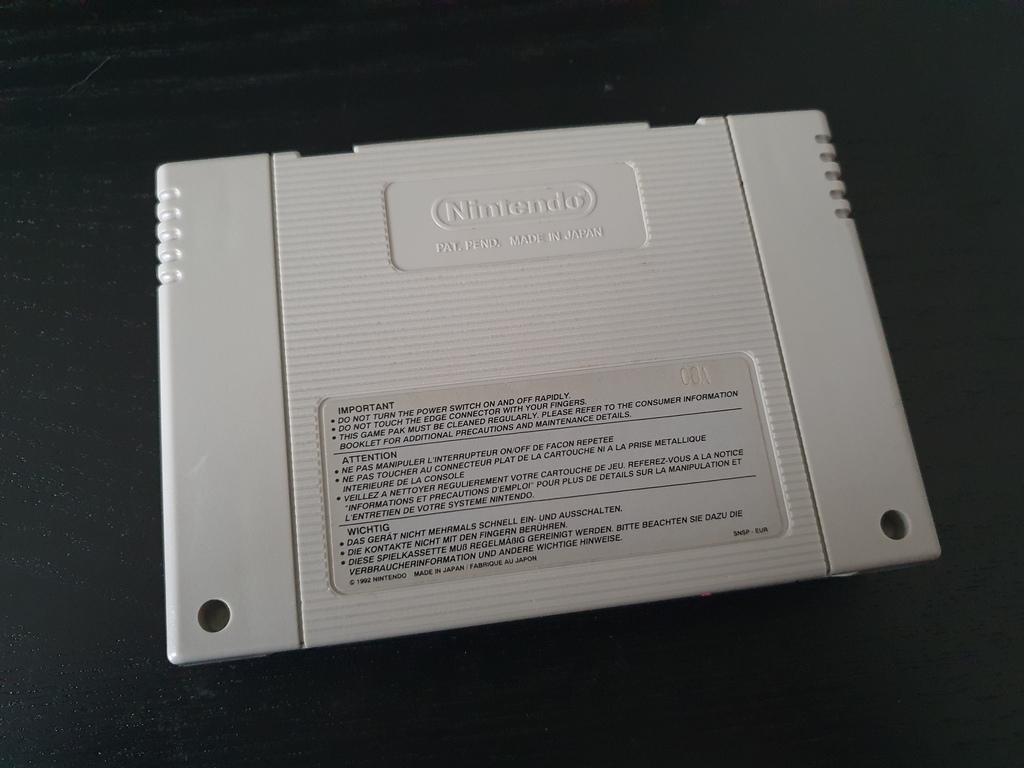 Nintendo®
PAT. PEND. MADE IN JAPAN
IMPORTANT
• DO NOT TURN THE POWER SWITCH ON AND OFF RAPIDLY.
• DO NOT TOUCH THE EDGE CONNECTOR WITH YOUR FINGERS.
• THIS GAME PAK MUST BE CLEANED REGULARLY. PLEASE REFER TO THE CONSUMER INFORMATION
BOOKLET FOR ADDITIONAL PRECAUTIONS AND MAINTENANCE DETAILS.
ATTENTION
• NE PAS MANIPULER L'INTERRUPTEUR ON/OFF DE FACON REPETEE
• NE PAS TOUCHER AU CONNECTEUR PLAT DE LA CARTOUCHE NI A LA PRISE METALLIQUE
INTERIEURE DE LA CONSOLE
• VEILLEZ A NETTOYER REGULIEREMENT VOTRE CARTOUCHE DE JEU. REFEREZ-VOUS A LA NOTICE
"INFORMATIONS ET PRECAUTIONS D'EMPLOI" POUR PLUS DE DETAILS SUR LA MANIPULATION ET
L'ENTRETIEN DE VOTRE SYSTEME NINTENDO.
WICHTIG
• DAS GERÄT NICHT MEHRMALS SCHNELL EIN- UND AUSSCHALTEN.
• DIE KONTAKTE NICHT MIT DEN FINGERN BERÜHREN.
• DIESE SPIELKASSETTE MUß REGELMÄßIG GEREINIGT WERDEN. BITTE BEACHTEN SIE DAZU DIE
VERBRAUCHERINFORMATION UND ANDERE WICHTIGE HINWEISE.
© 1992 NINTENDO MADE IN JAPAN / FABRIQUE AU JAPON
SNSP - EUR